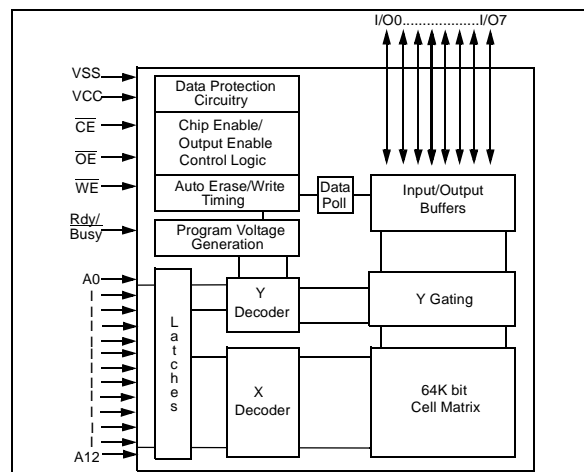 I/O0...................I/O7
VSS
VCC
CE
OE
WE
Rdy/
Busy
A0
A12
Data Protection
Circuitry
Chip Enable/
Output Enable
Control Logic
Auto Erase/Write
Timing
Data
Poll
Input/Output
Buffers
Program Voltage
Generation
Latches
Y
Decoder
Y Gating
X
Decoder
64K bit
Cell Matrix